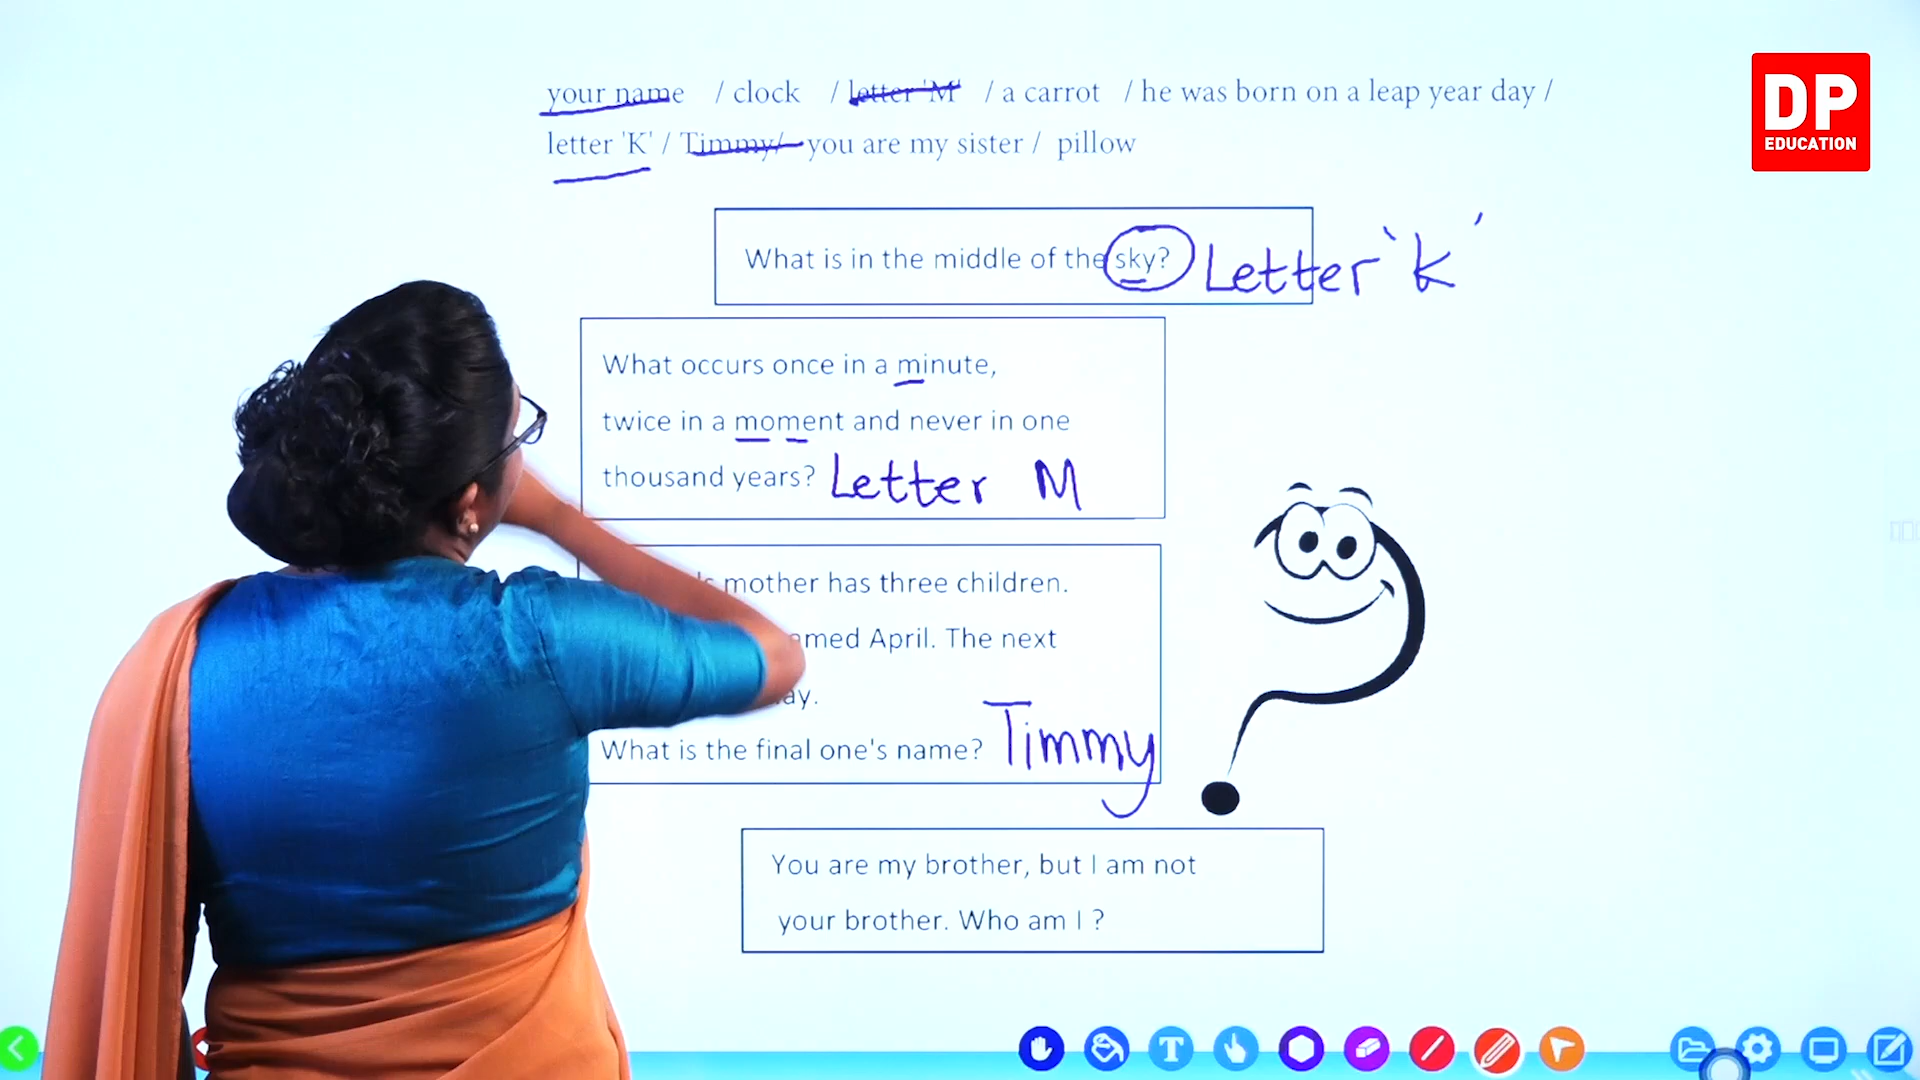 your name / clock / letter 'M' / a carrot / he was born on a leap year day /
letter 'K' / Timmy/ you are my sister / pillow
DP
EDUCATION
What is in the middle of the sky? Letter 'K'
What occurs once in a minute,
twice in a moment and never in one
thousand years? Letter M
mother has three children.
April. The next
What is the final one's name? Timmy
You are my brother, but I am not
your brother. Who am I ?